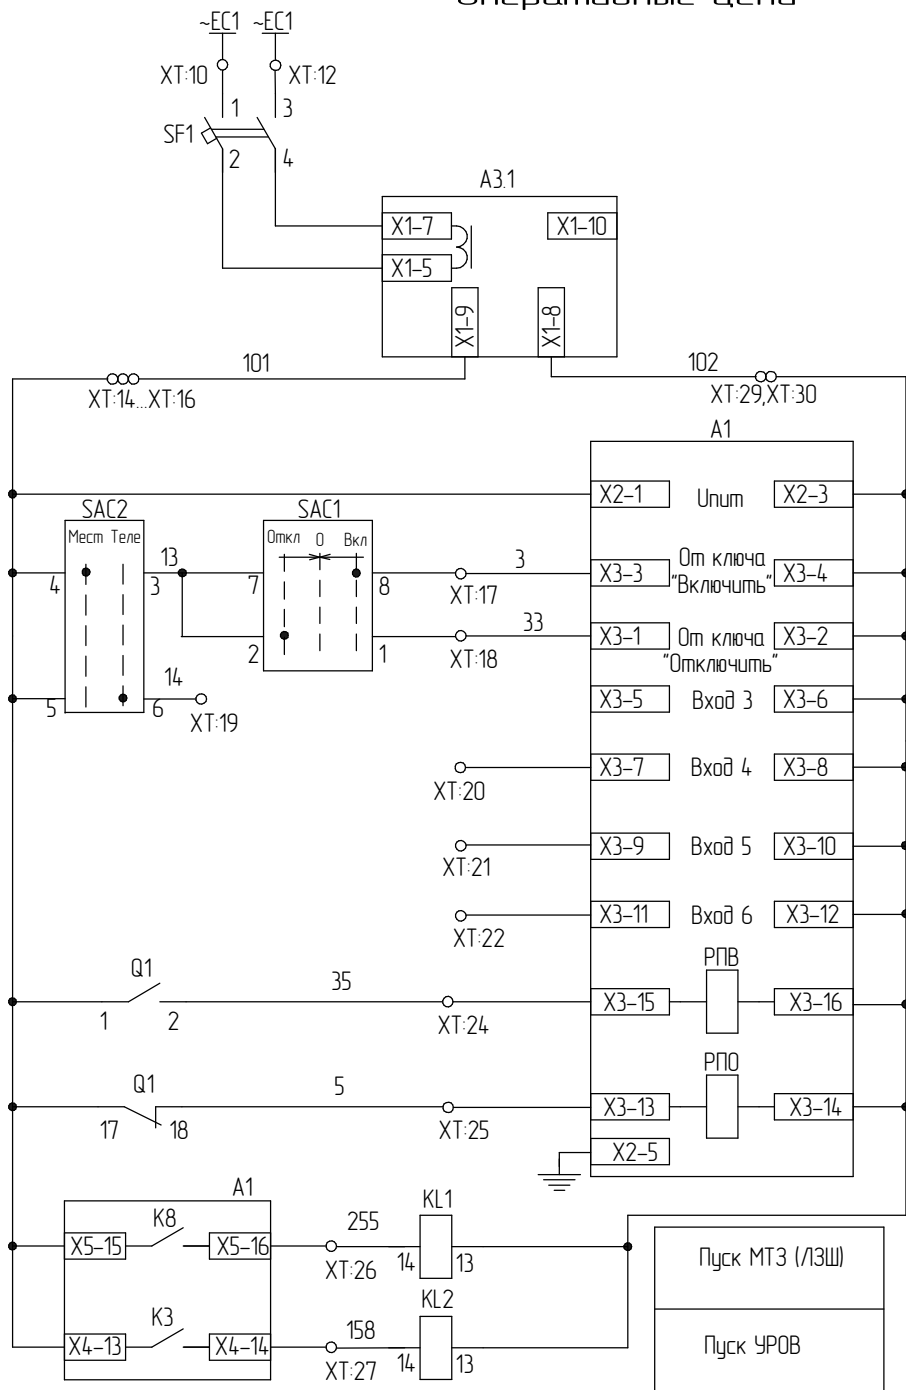 Оперативные цепи
~EC1 ~EC1
XT:10 XT:12
1 3
SF1
2 4
A3.1
X1-7 X1-10
X1-5
X1-9 X1-8
101 102
XT:14...XT:16 XT:29,XT:30
A1
X2-1 Uпит X2-3
SAC2 SAC1
Мест Теле Откл 0 Вкл
13 3
От ключа
4 3 7 8 X3-3 X3-4
XT:17 "Включить"
33
2 1 X3-1 От ключа X3-2
XT:18 "Отключить"
14
5 6 X3-5 Вход 3 X3-6
XT:19
X3-7 Вход 4 X3-8
XT:20
X3-9 Вход 5 X3-10
XT:21
X3-11 Вход 6 X3-12
XT:22
РПВ
Q1 35
X3-15 X3-16
1 2 XT:24
РПО
Q1 5
X3-13 X3-14
17 18 XT:25
X2-5
A1 KL1
K8 255
X5-15 X5-16 14 13
XT:26
Пуск МТЗ (ЛЗШ)
KL2
K3 158
X4-13 X4-14 14 13
XT:27
Пуск УРОВ